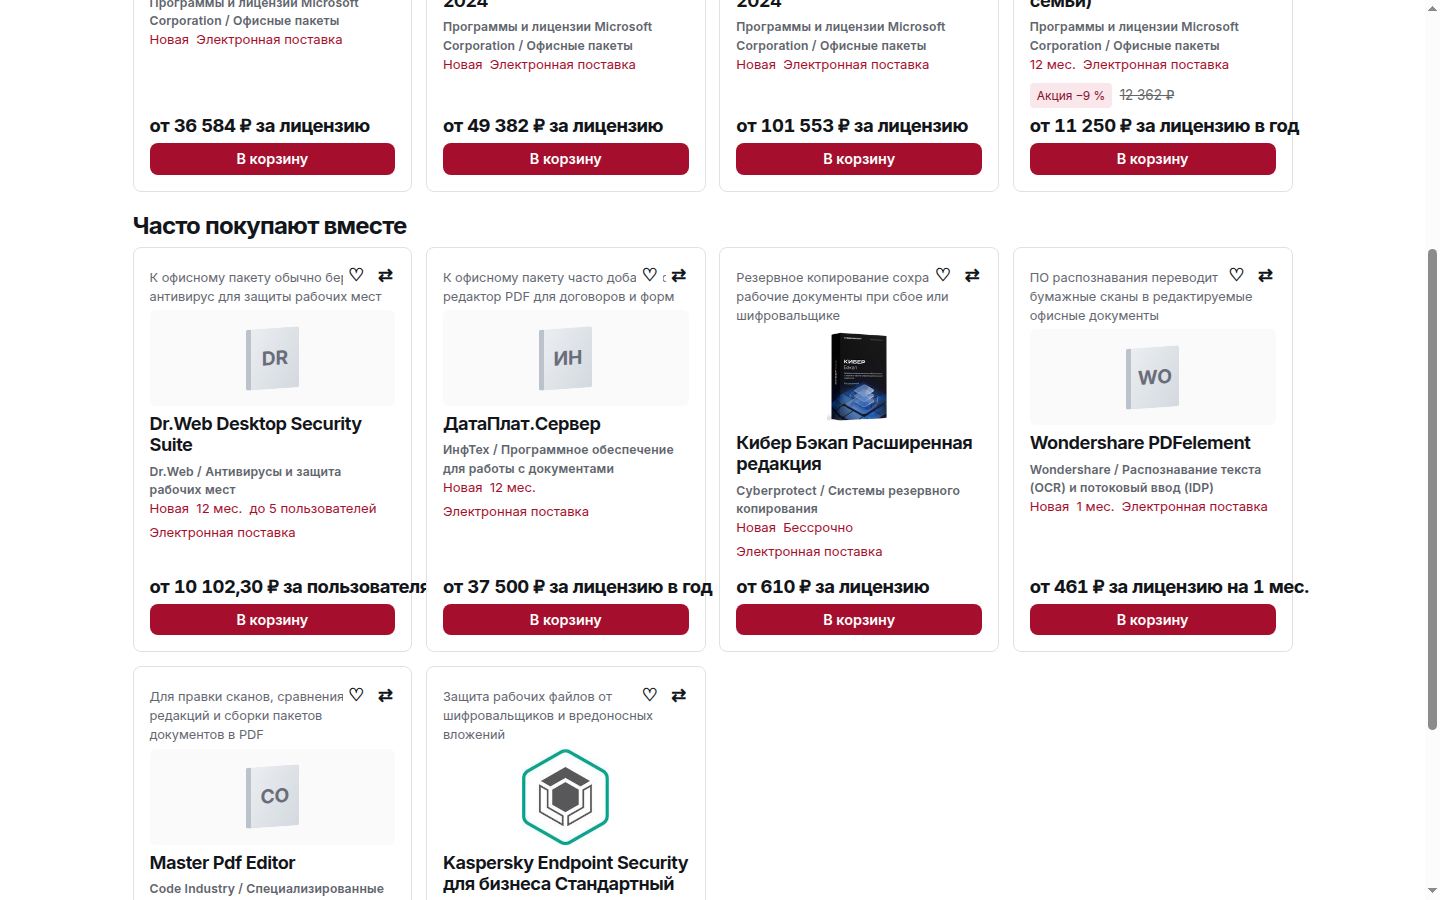 Программы и лицензии Microsoft
Corporation / Офисные пакеты
Новая Электронная поставка
от 36 584 ₽ за лицензию
В корзину
2024
Программы и лицензии Microsoft
Corporation / Офисные пакеты
Новая Электронная поставка
от 49 382 ₽ за лицензию
В корзину
2024
Программы и лицензии Microsoft
Corporation / Офисные пакеты
Новая Электронная поставка
от 101 553 ₽ за лицензию
В корзину
семьи)
Программы и лицензии Microsoft
Corporation / Офисные пакеты
12 мес. Электронная поставка
Акция −9 % 12 362 ₽
от 11 250 ₽ за лицензию в год
В корзину
Часто покупают вместе
К офисному пакету обычно
антивирус для защиты рабочих мест
DR
Dr.Web Desktop Security
Suite
Dr.Web / Антивирусы и защита
рабочих мест
Новая 12 мес. до 5 пользователей
Электронная поставка
от 10 102,30 ₽ за пользователя
В корзину
К офисному пакету часто доба
редактор PDF для договоров и форм
ИН
ДатаПлат.Сервер
ИнфТех / Программное обеспечение
для работы с документами
Новая 12 мес.
Электронная поставка
от 37 500 ₽ за лицензию в год
В корзину
Резервное копирование сохра
рабочие документы при сбое или
шифровальщике
КИБЕР
Бэкап
Кибер Бэкап Расширенная
редакция
Cyberprotect / Системы резервного
копирования
Новая Бессрочно
Электронная поставка
от 610 ₽ за лицензию
В корзину
ПО распознавания переводит
бумажные сканы в редактируемые
офисные документы
WO
Wondershare PDFelement
Wondershare / Распознавание текста
(OCR) и потоковый ввод (IDP)
Новая 1 мес. Электронная поставка
от 461 ₽ за лицензию на 1 мес.
В корзину
Для правки сканов, сравнения
редакций и сборки пакетов
документов в PDF
CO
Master Pdf Editor
Code Industry / Специализированные
Защита рабочих файлов от
шифровальщиков и вредоносных
вложений
Kaspersky Endpoint Security
для бизнеса Стандартный